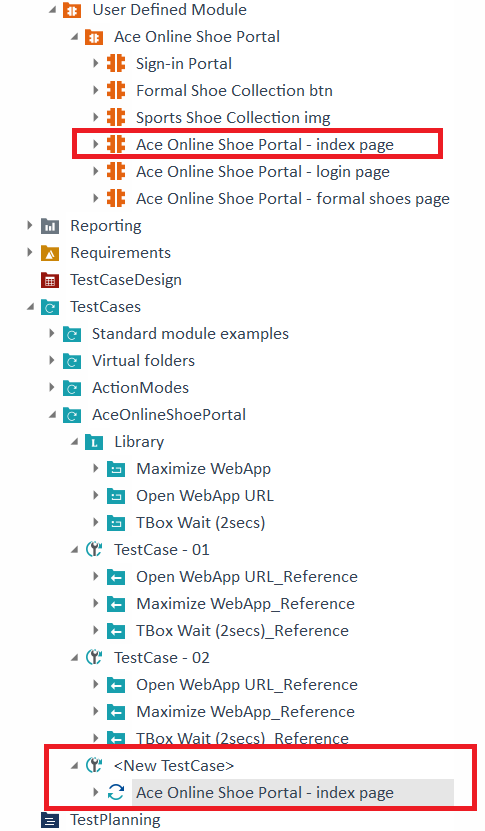 User Defined Module
Ace Online Shoe Portal
Sign-in Portal
Formal Shoe Collection btn
Sports Shoe Collection img
Ace Online Shoe Portal - index page
Ace Online Shoe Portal - login page
Ace Online Shoe Portal - formal shoes page
Reporting
Requirements
TestCaseDesign
TestCases
Standard module examples
Virtual folders
ActionModes
AceOnlineShoePortal
L Library
Maximize WebApp
Open WebApp URL
TBox Wait (2secs)
TestCase - 01
Open WebApp URL_Reference
Maximize WebApp_Reference
TBox Wait (2secs)_Reference
TestCase - 02
Open WebApp URL_Reference
Maximize WebApp_Reference
TBox Wait (2secs)_Reference
<New TestCase>
Ace Online Shoe Portal - index page
TestPlanning